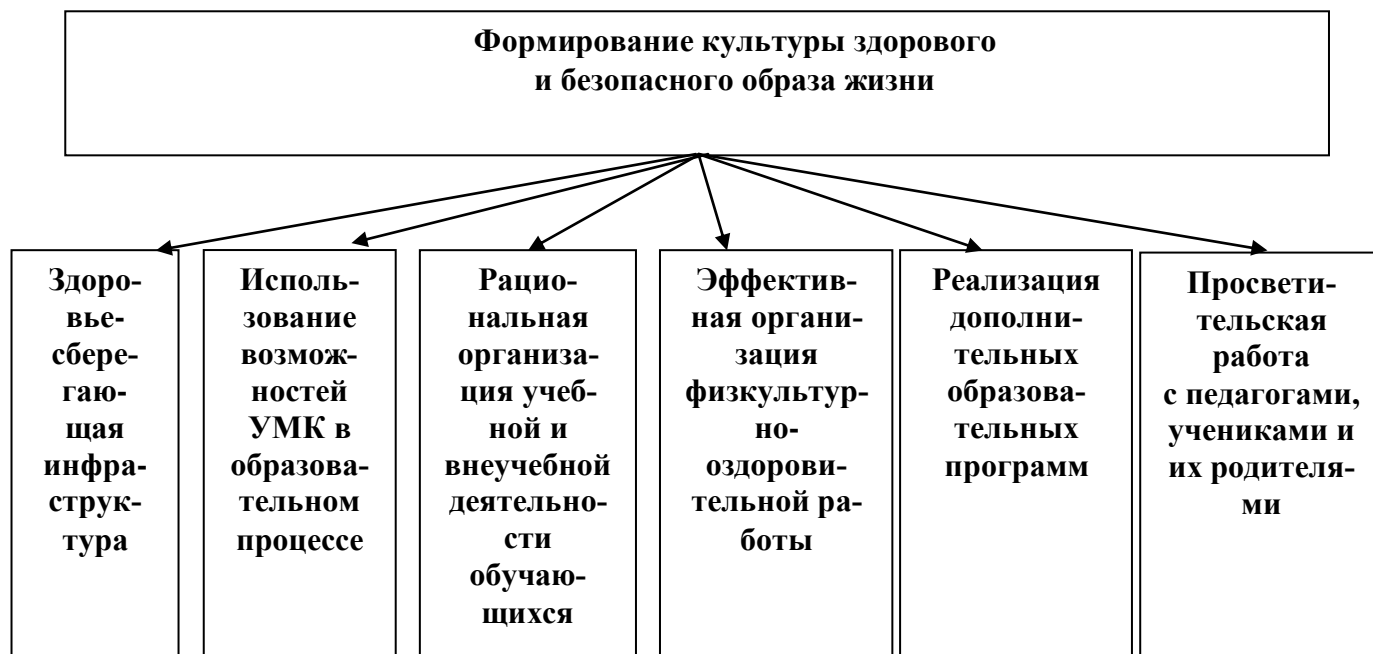 Формирование культуры здорового
и безопасного образа жизни
Здоро-
вье-
сбере-
гаю-
щая
инфра-
струк-
тура
Исполь-
зование
возмож-
ностей
УМК в
образова-
тельном
процессе
Рацио-
нальная
организа-
ция учеб-
ной и
внеучебной
деятельно-
сти
обучаю-
щихся
Эффектив-
ная органи-
зация
физкультур-
но-
оздорови-
тельной ра-
боты
Реализация
дополни-
тельных
образова-
тельных
программ
Просвети-
тельская
работа
с педагогами,
учениками и
их родителя-
ми